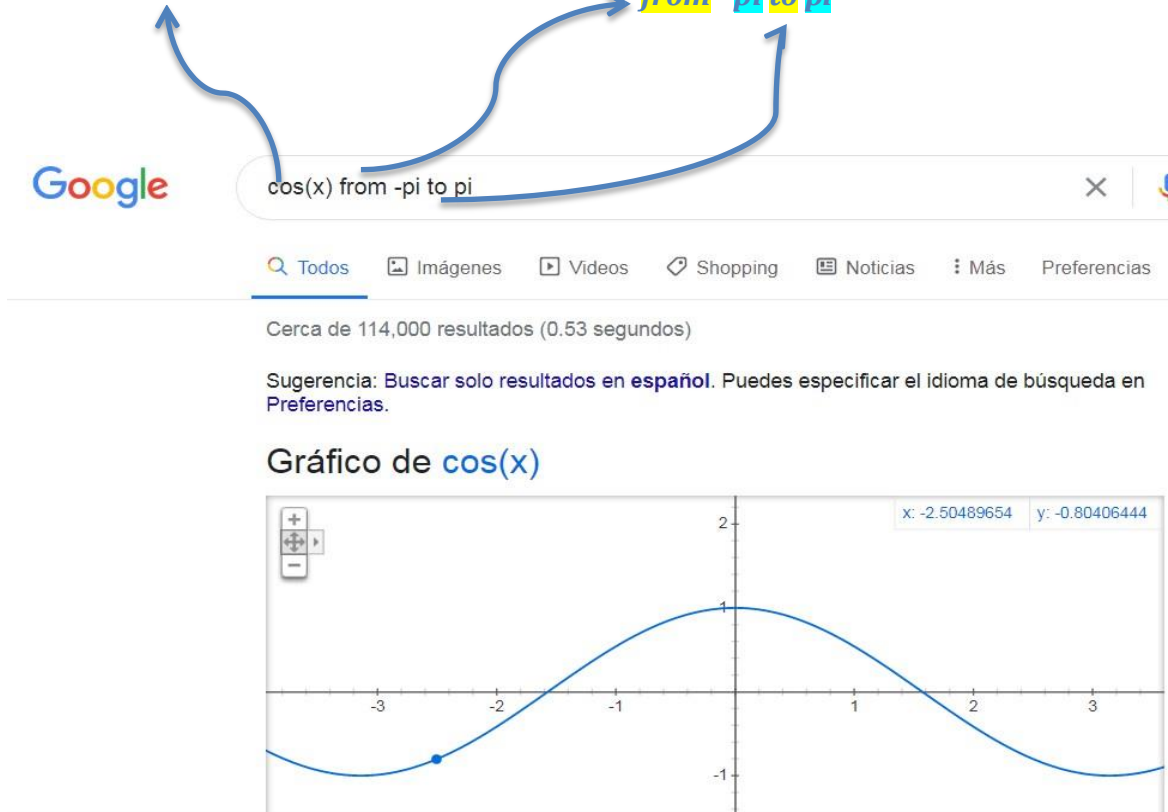 from -pi to pi
Google
cos(x) from -pi to pi
Todos Imágenes Videos Shopping Noticias Más Preferencias
Cerca de 114,000 resultados (0.53 segundos)
Sugerencia: Buscar solo resultados en español. Puedes especificar el idioma de búsqueda en
Preferencias.
Gráfico de cos(x)
x: -2.50489654 y: -0.80406444
2
1
-3 -2 -1 1 2 3
-1